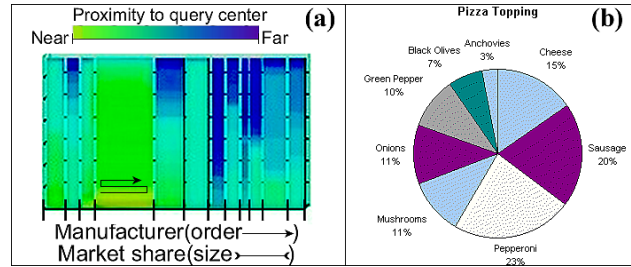 Proximity to query center
(a)
Near
Far
Manufacturer(order
)
Market share(size
)
Pizza Topping
(b)
Anchovies
3%
Black Olives
7%
Cheese
15%
Green Pepper
10%
Onions
11%
Sausage
20%
Mushrooms
11%
Pepperoni
23%